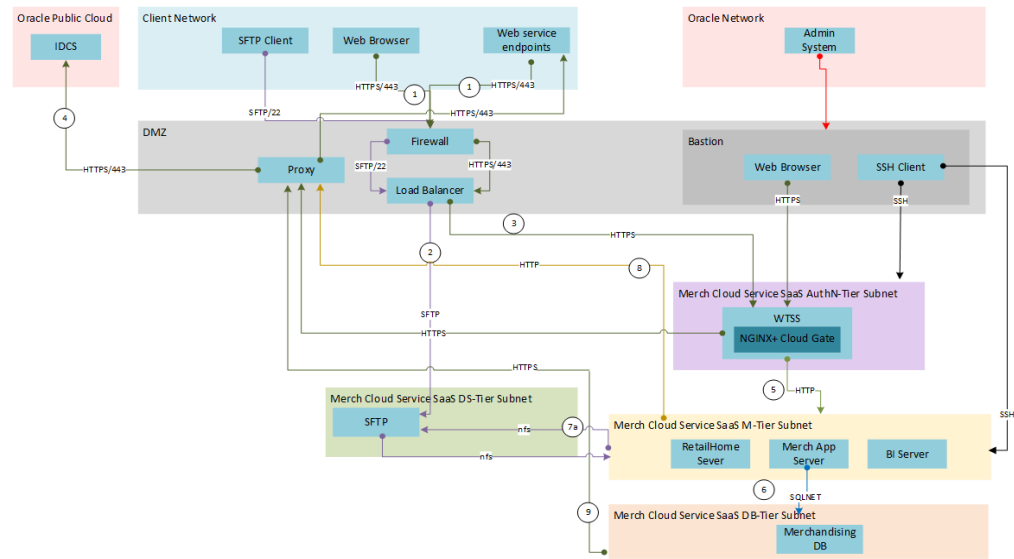 Oracle Public Cloud
IDCS
Client Network
SFTP Client
Web Browser
Web service
endpoints
Oracle Network
Admin
System
HTTPS/443
1
1
HTTPS/443
SFTP/22
HTTPS/443
4
HTTPS/443
DMZ
Firewall
Proxy
SFTP/22
HTTPS/443
Load Balancer
Bastion
Web Browser
SSH Client
HTTPS
SSH
3
HTTPS
2
HTTP
8
SFTP
HTTPS
Merch Cloud Service SaaS AuthN-Tier Subnet
WTSS
NGINX+ Cloud Gate
HTTPS
5
HTTP
SSH
Merch Cloud Service SaaS DS-Tier Subnet
SFTP
nfs
7a
nfs
Merch Cloud Service SaaS M-Tier Subnet
RetailHome
Sever
Merch App
Server
BI Server
6
SQLNET
9
Merch Cloud Service SaaS DB-Tier Subnet
Merchandising
DB